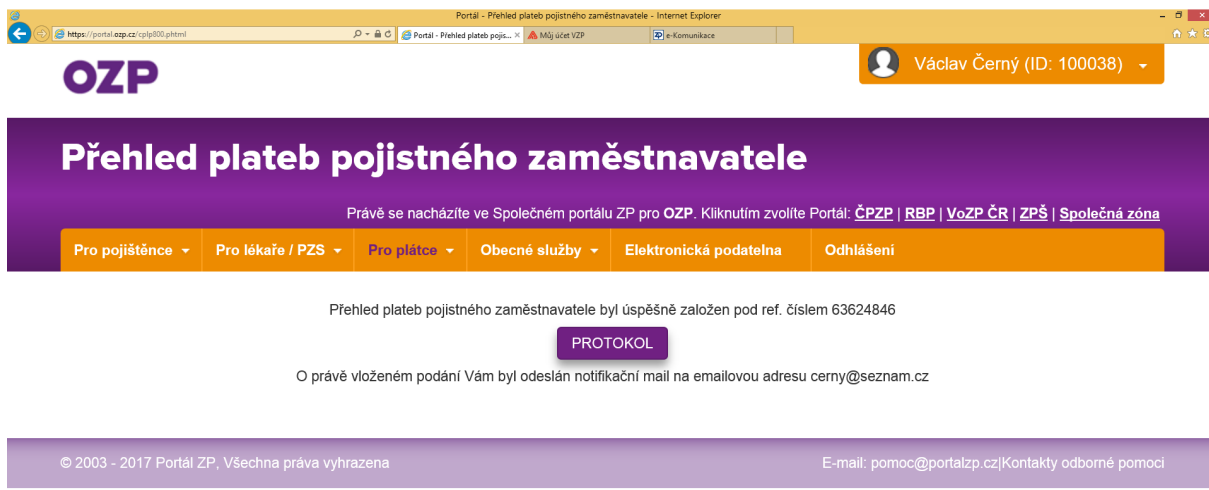 Portál - Přehled plateb pojistného zaměstnavatele - Internet Explorer
https://portal.ozp.cz/cplp800.phtml
Portál - Přehled plateb pojis...
Můj účet VZP
e-Komunikace
OZP
Václav Černý (ID: 100038)
Přehled plateb pojistného zaměstnavatele
Právě se nacházíte ve Společném portálu ZP pro OZP. Kliknutím zvolíte Portál: ČPZP | RBP | VoZP ČR | ZPŠ | Společná zóna
Pro pojištěnce
Pro lékaře / PZS
Pro plátce
Obecné služby
Elektronická podatelna
Odhlášení
Přehled plateb pojistného zaměstnavatele byl úspěšně založen pod ref. číslem 63624846
PROTOKOL
O právě vloženém podání Vám byl odeslán notifikační mail na emailovou adresu cerny@seznam.cz
© 2003 - 2017 Portál ZP, Všechna práva vyhrazena
E-mail: pomoc@portalzp.cz|Kontakty odborné pomoci